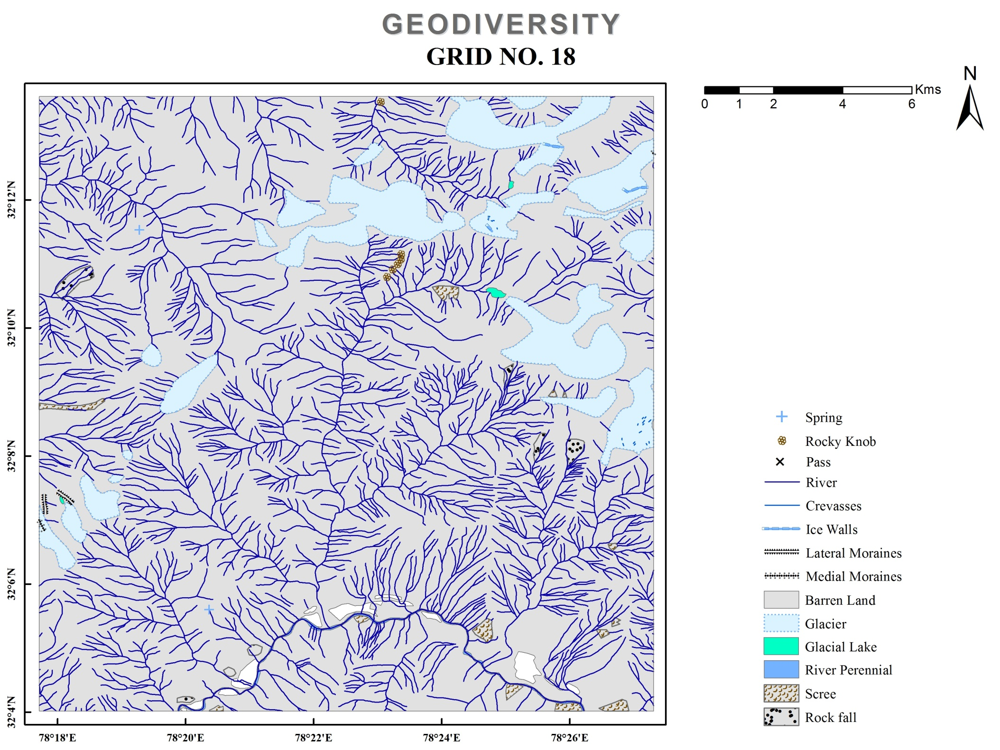 GEODIVERSITY
GRID NO. 18
N
Kms
0 1 2 4 6
32°12'N
32°10'N
32°8'N
32°6'N
32°4'N
78°18'E 78°20'E 78°22'E 78°24'E 78°26'E
Spring
Rocky Knob
Pass
River
Crevasses
Ice Walls
Lateral Moraines
Medial Moraines
Barren Land
Glacier
Glacial Lake
River Perennial
Scree
Rock fall